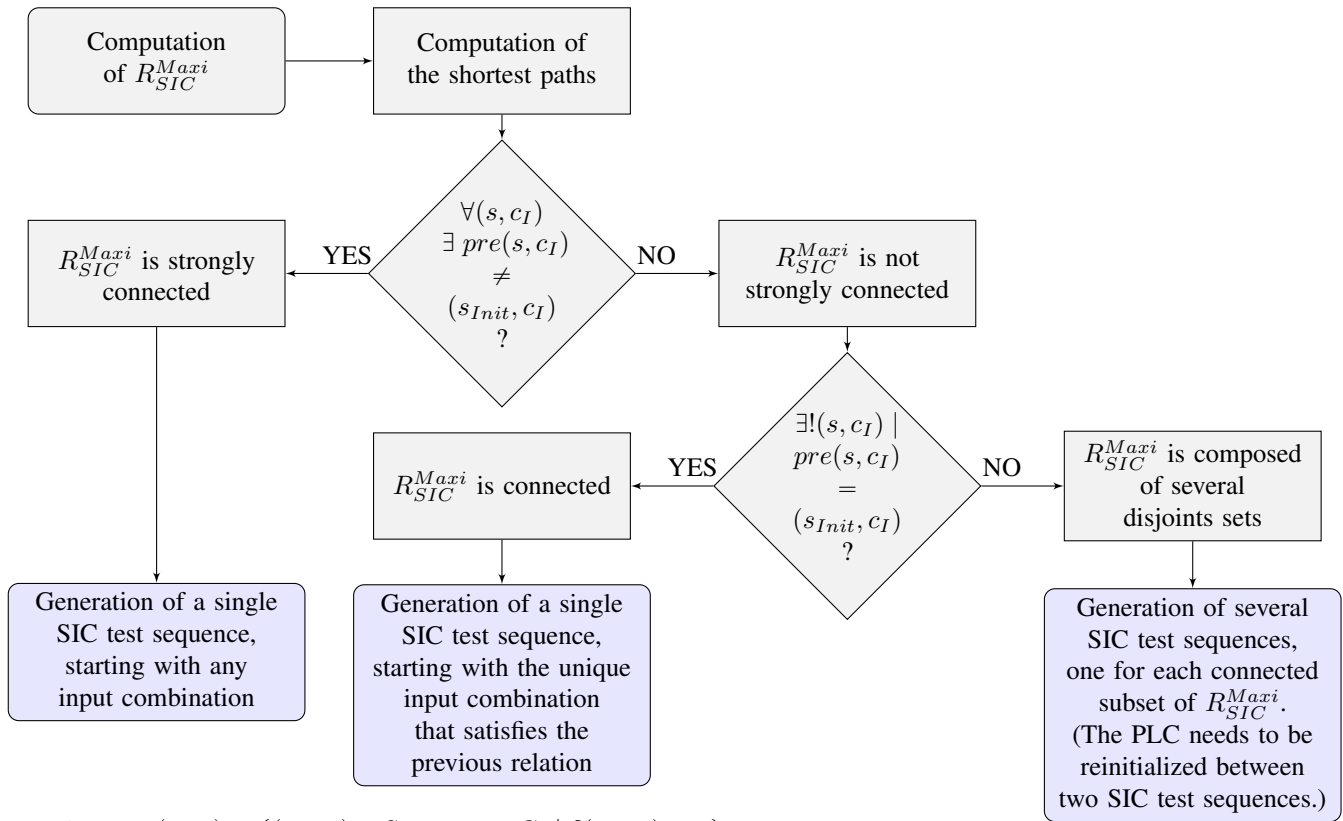 Computation
of $R_{SIC}^{Maxi}$
Computation of
the shortest paths
∀(s, c_I)
∃ pre(s, c_I)
≠
(s_{Init}, c_I)
?
YES
NO
$R_{SIC}^{Maxi}$ is strongly
connected
$R_{SIC}^{Maxi}$ is not
strongly connected
∃!(s, c_I) |
pre(s, c_I)
=
(s_{Init}, c_I)
?
YES
NO
$R_{SIC}^{Maxi}$ is connected
$R_{SIC}^{Maxi}$ is composed
of several
disjoints sets
Generation of a single
SIC test sequence,
starting with any
input combination
Generation of a single
SIC test sequence,
starting with the unique
input combination
that satisfies the
previous relation
Generation of several
SIC test sequences,
one for each connected
subset of $R_{SIC}^{Maxi}$.
(The PLC needs to be
reinitialized between
two SIC test sequences.)